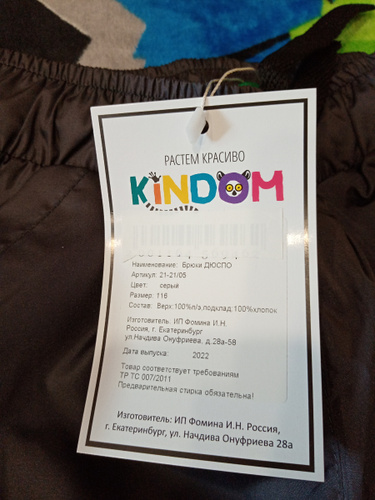 РАСТЕМ КРАСИВО
KINDOM
Наименование: Брюки ДЮСПО
Артикул: 21-21/05
Цвет: серый
Размер: 116
Состав: Верх:100%п/э,подклад:100%хлопок
Изготовитель: ИП Фомина И.Н.
Россия, г. Екатеринбург
ул.Начдива Онуфриева, д.28а-58
Дата выпуска: 2022
Товар соответствует требованиям
ТР ТС 007/2011
Предварительная стирка обязательна!
Изготовитель: ИП Фомина И.Н. Россия,
г. Екатеринбург, ул. Начдива Онуфриева 28а